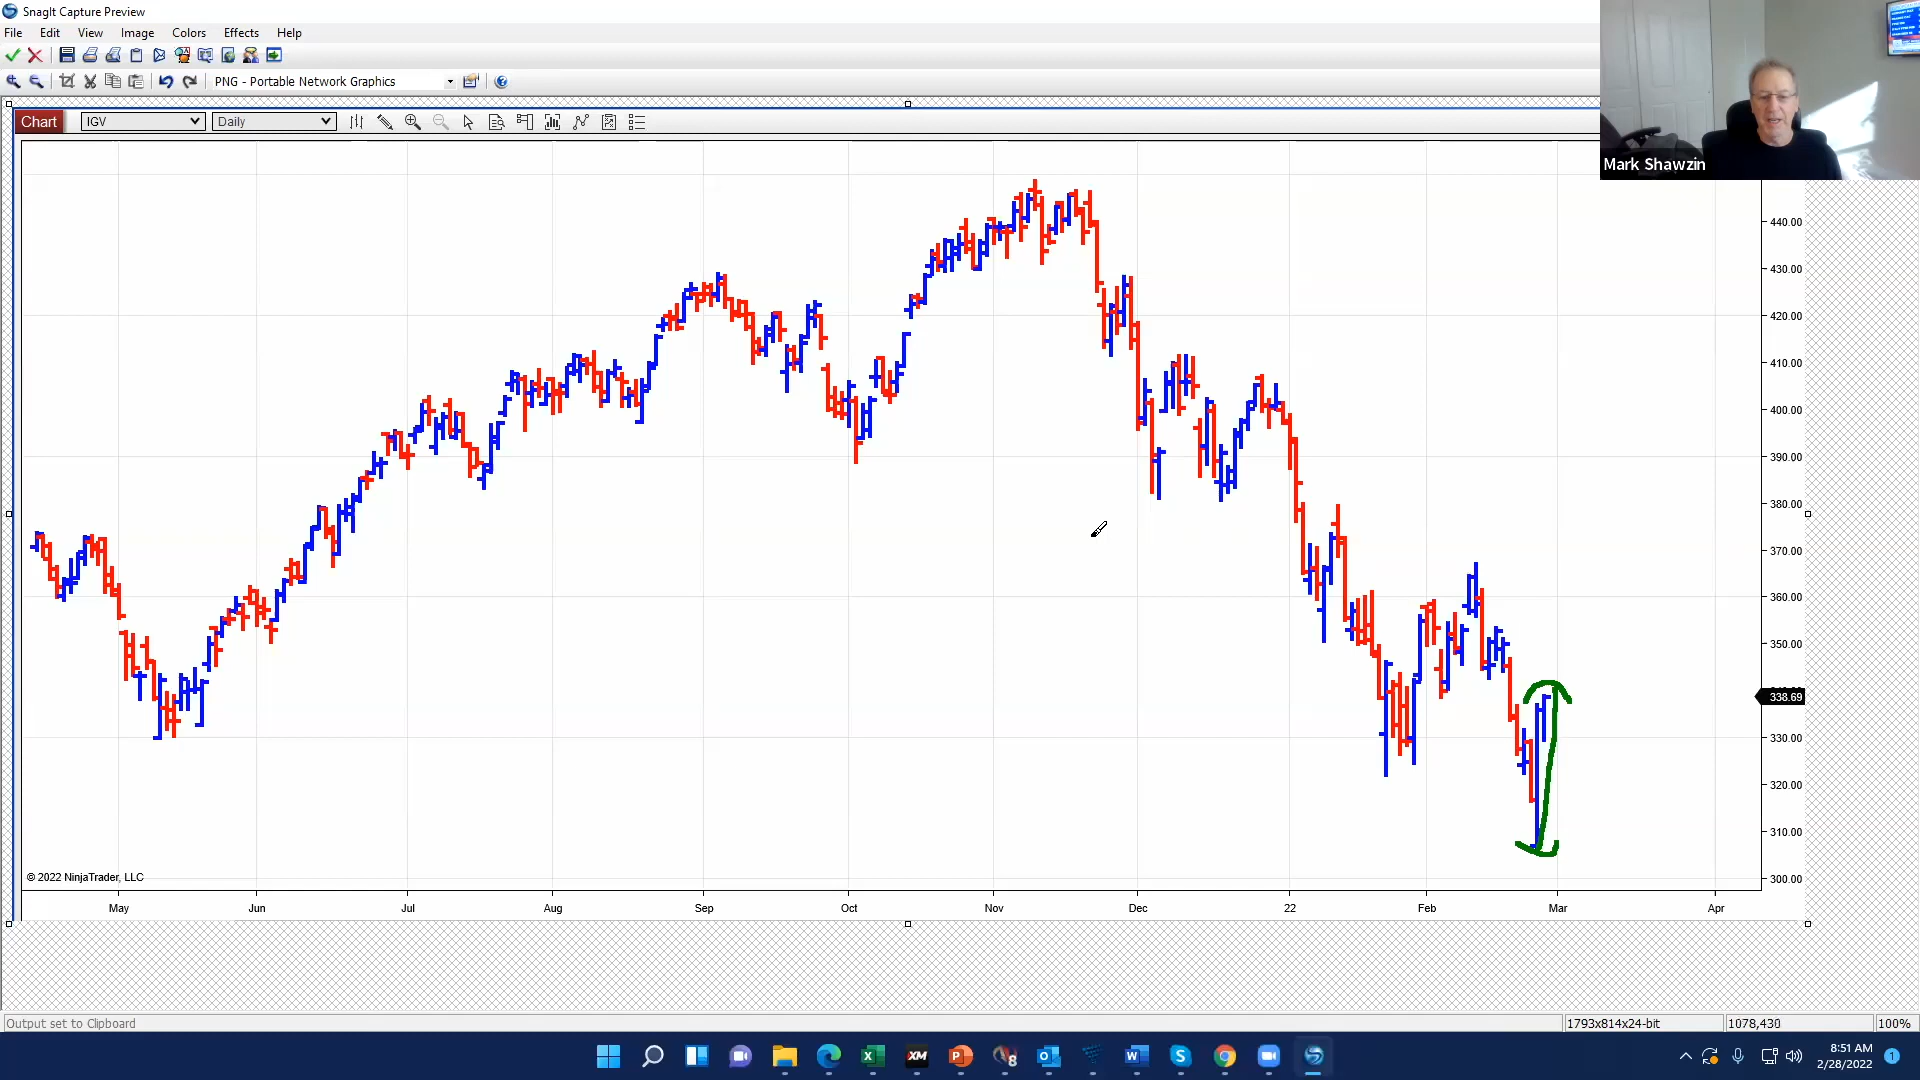 SnagIt Capture Preview
File Edit View Image Colors Effects Help
PNG - Portable Network Graphics
Chart IGV Daily
Mark Shawzin
440.00
430.00
420.00
410.00
400.00
390.00
380.00
370.00
360.00
350.00
338.69
330.00
320.00
310.00
300.00
© 2022 NinjaTrader, LLC
May Jun Jul Aug Sep Oct Nov Dec 22 Feb Mar Apr
Output set to Clipboard 1793x814x24-bit 1078,430 100%
8:51 AM
2/28/2022
1